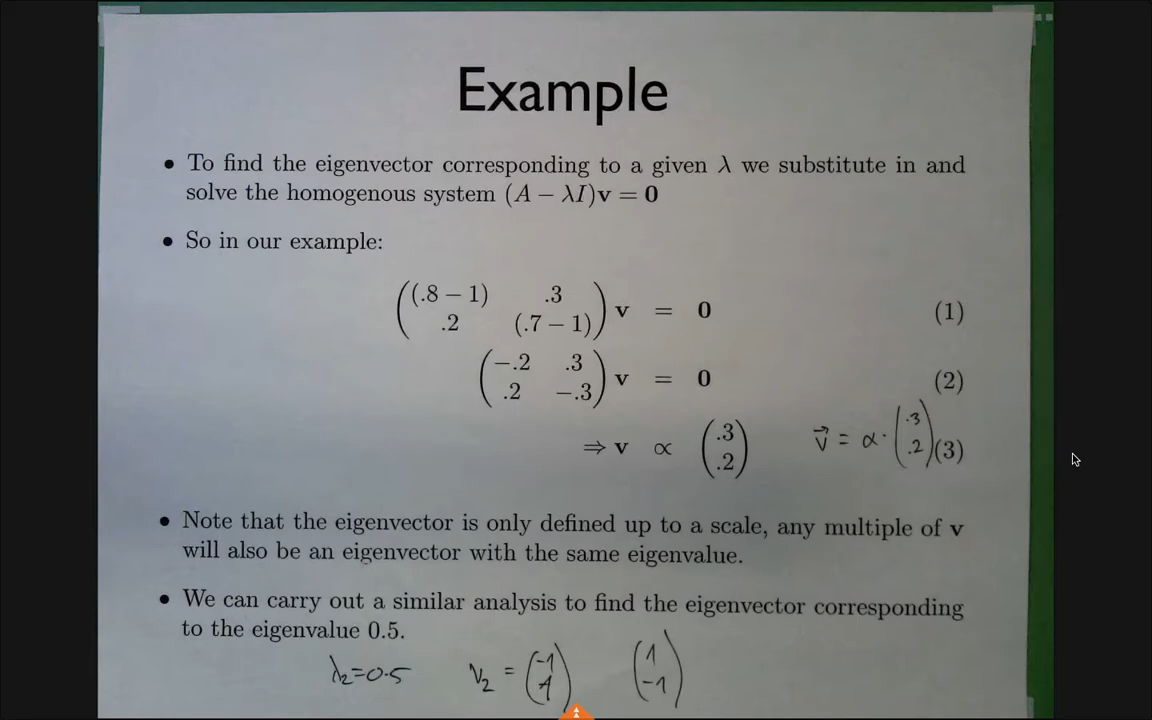 Example
• To find the eigenvector corresponding to a given λ we substitute in and
solve the homogenous system (A − λI)v = 0
• So in our example:
( (.8 − 1) .3 ) v = 0 (1)
( .2 (.7 − 1) )
( −.2 .3 ) v = 0 (2)
( .2 −.3 )
⇒ v ∝ ( .3 .2 ) v⃗ = α · ( .3 .2 ) (3)
• Note that the eigenvector is only defined up to a scale, any multiple of v
will also be an eigenvector with the same eigenvalue.
• We can carry out a similar analysis to find the eigenvector corresponding
to the eigenvalue 0.5.
λ₂=0.5 v₂ = ( -1 1 ) ( 1 -1 )